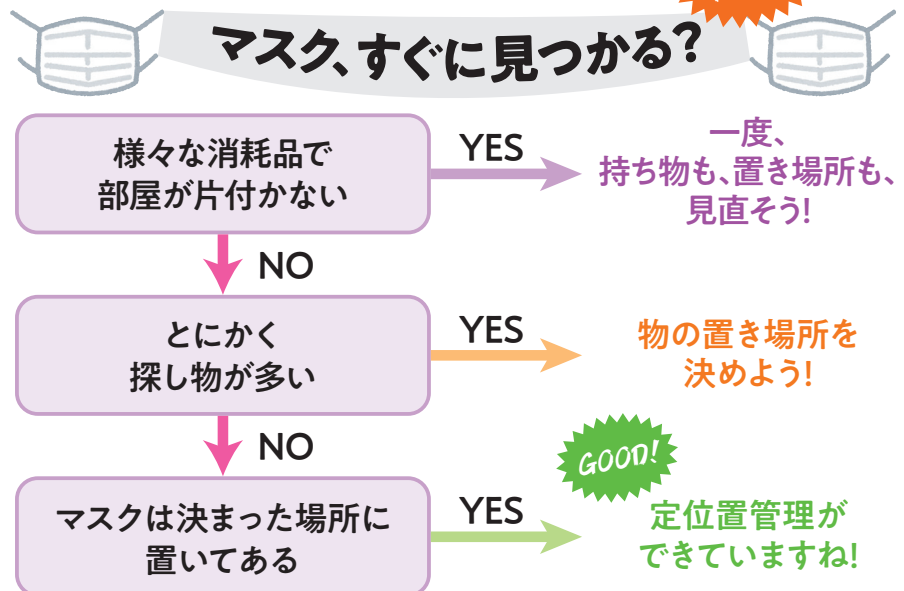 マスク、すぐに見つかる?
様々な消耗品で
部屋が片付かない
YES
一度、
持ち物も、置き場所も、
見直そう!
NO
とにかく
探し物が多い
YES
物の置き場所を
決めよう!
NO
マスクは決まった場所に
置いてある
YES
GOOD!
定位置管理が
できていますね!